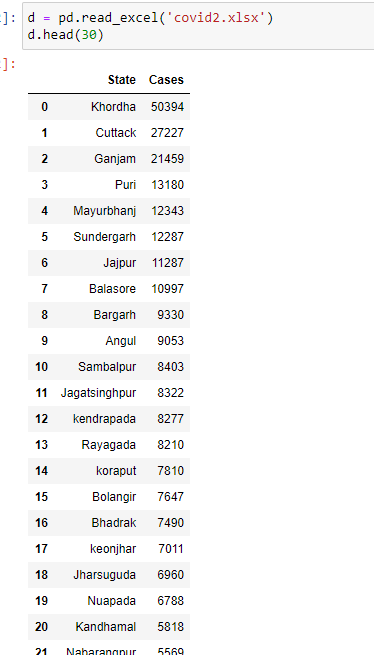 ]: d = pd.read_excel('covid2.xlsx')
d.head(30)
]:
State Cases
0 Khordha 50394
1 Cuttack 27227
2 Ganjam 21459
3 Puri 13180
4 Mayurbhanj 12343
5 Sundergarh 12287
6 Jajpur 11287
7 Balasore 10997
8 Bargarh 9330
9 Angul 9053
10 Sambalpur 8403
11 Jagatsinghpur 8322
12 kendrapada 8277
13 Rayagada 8210
14 koraput 7810
15 Bolangir 7647
16 Bhadrak 7490
17 keonjhar 7011
18 Jharsuguda 6960
19 Nuapada 6788
20 Kandhamal 5818
21 Nabarangpur 5569